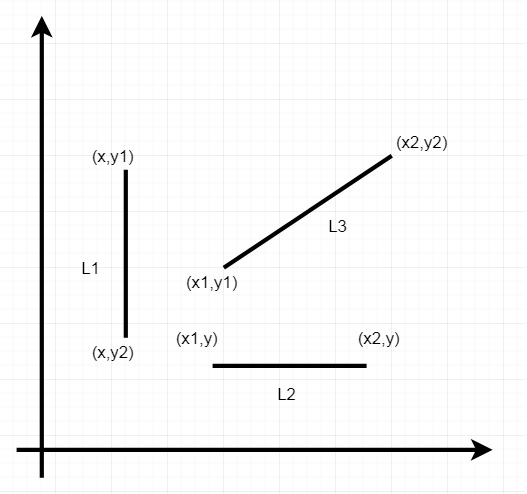 (x2,y2)
(x,y1)
L3
L1
(x1,y1)
(x1,y)
(x2,y)
(x,y2)
L2